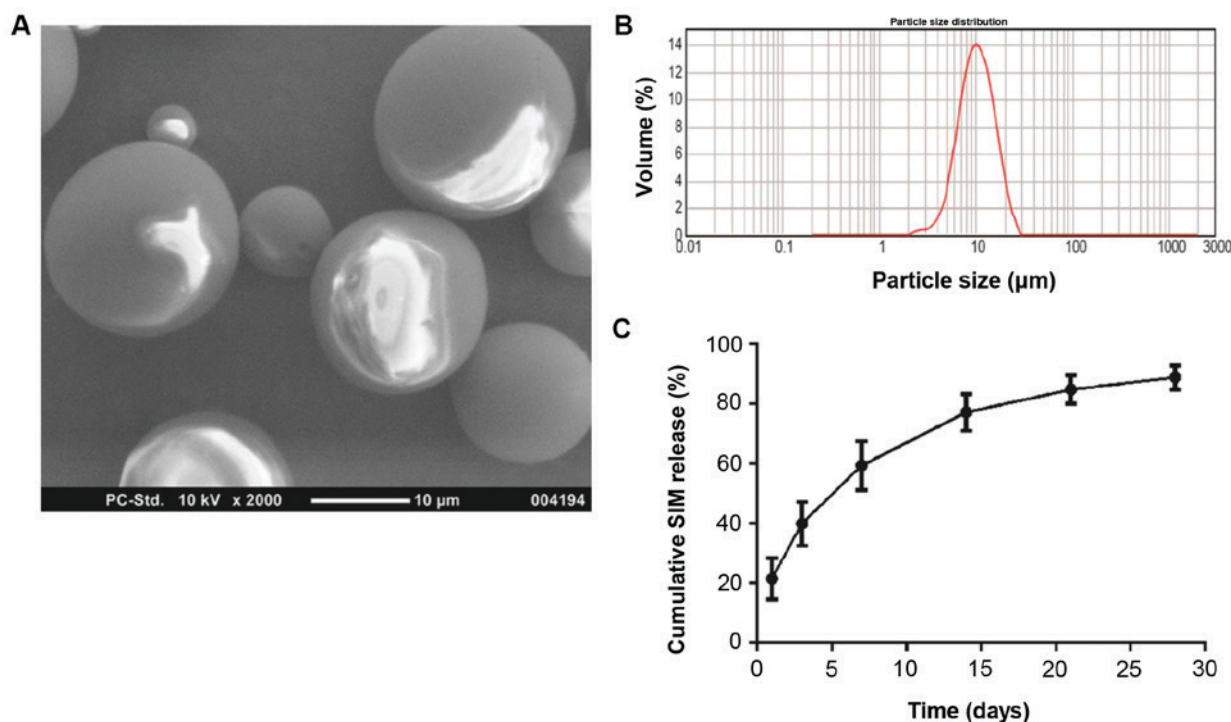 A
PC-Std. 10 kV x 2000 10 µm 004194
B
Particle size distribution
Volume (%)
14
12
10
8
6
4
2
0
0.01 0.1 1 10 100 1000 3000
Particle size (µm)
C
Cumulative SIM release (%)
100
80
60
40
20
0
0 5 10 15 20 25 30
Time (days)